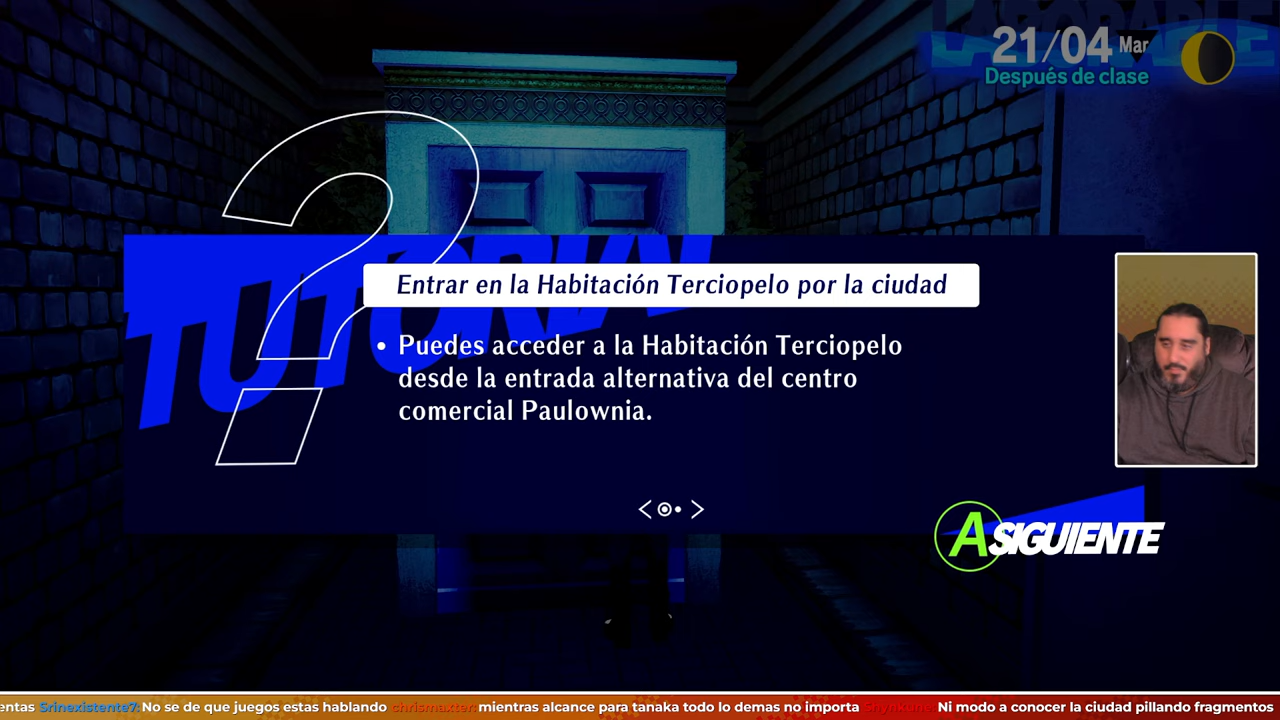 LABORABLE
21/04 Mar
Después de clase
TUTORIAL
Entrar en la Habitación Terciopelo por la ciudad
• Puedes acceder a la Habitación Terciopelo
desde la entrada alternativa del centro
comercial Paulownia.
A SIGUIENTE
entas Srinexistente7: No se de que juegos estas hablando chrismaxter: mientras alcance para tanaka todo lo demas no importa Ni modo a conocer la ciudad pillando fragmentos